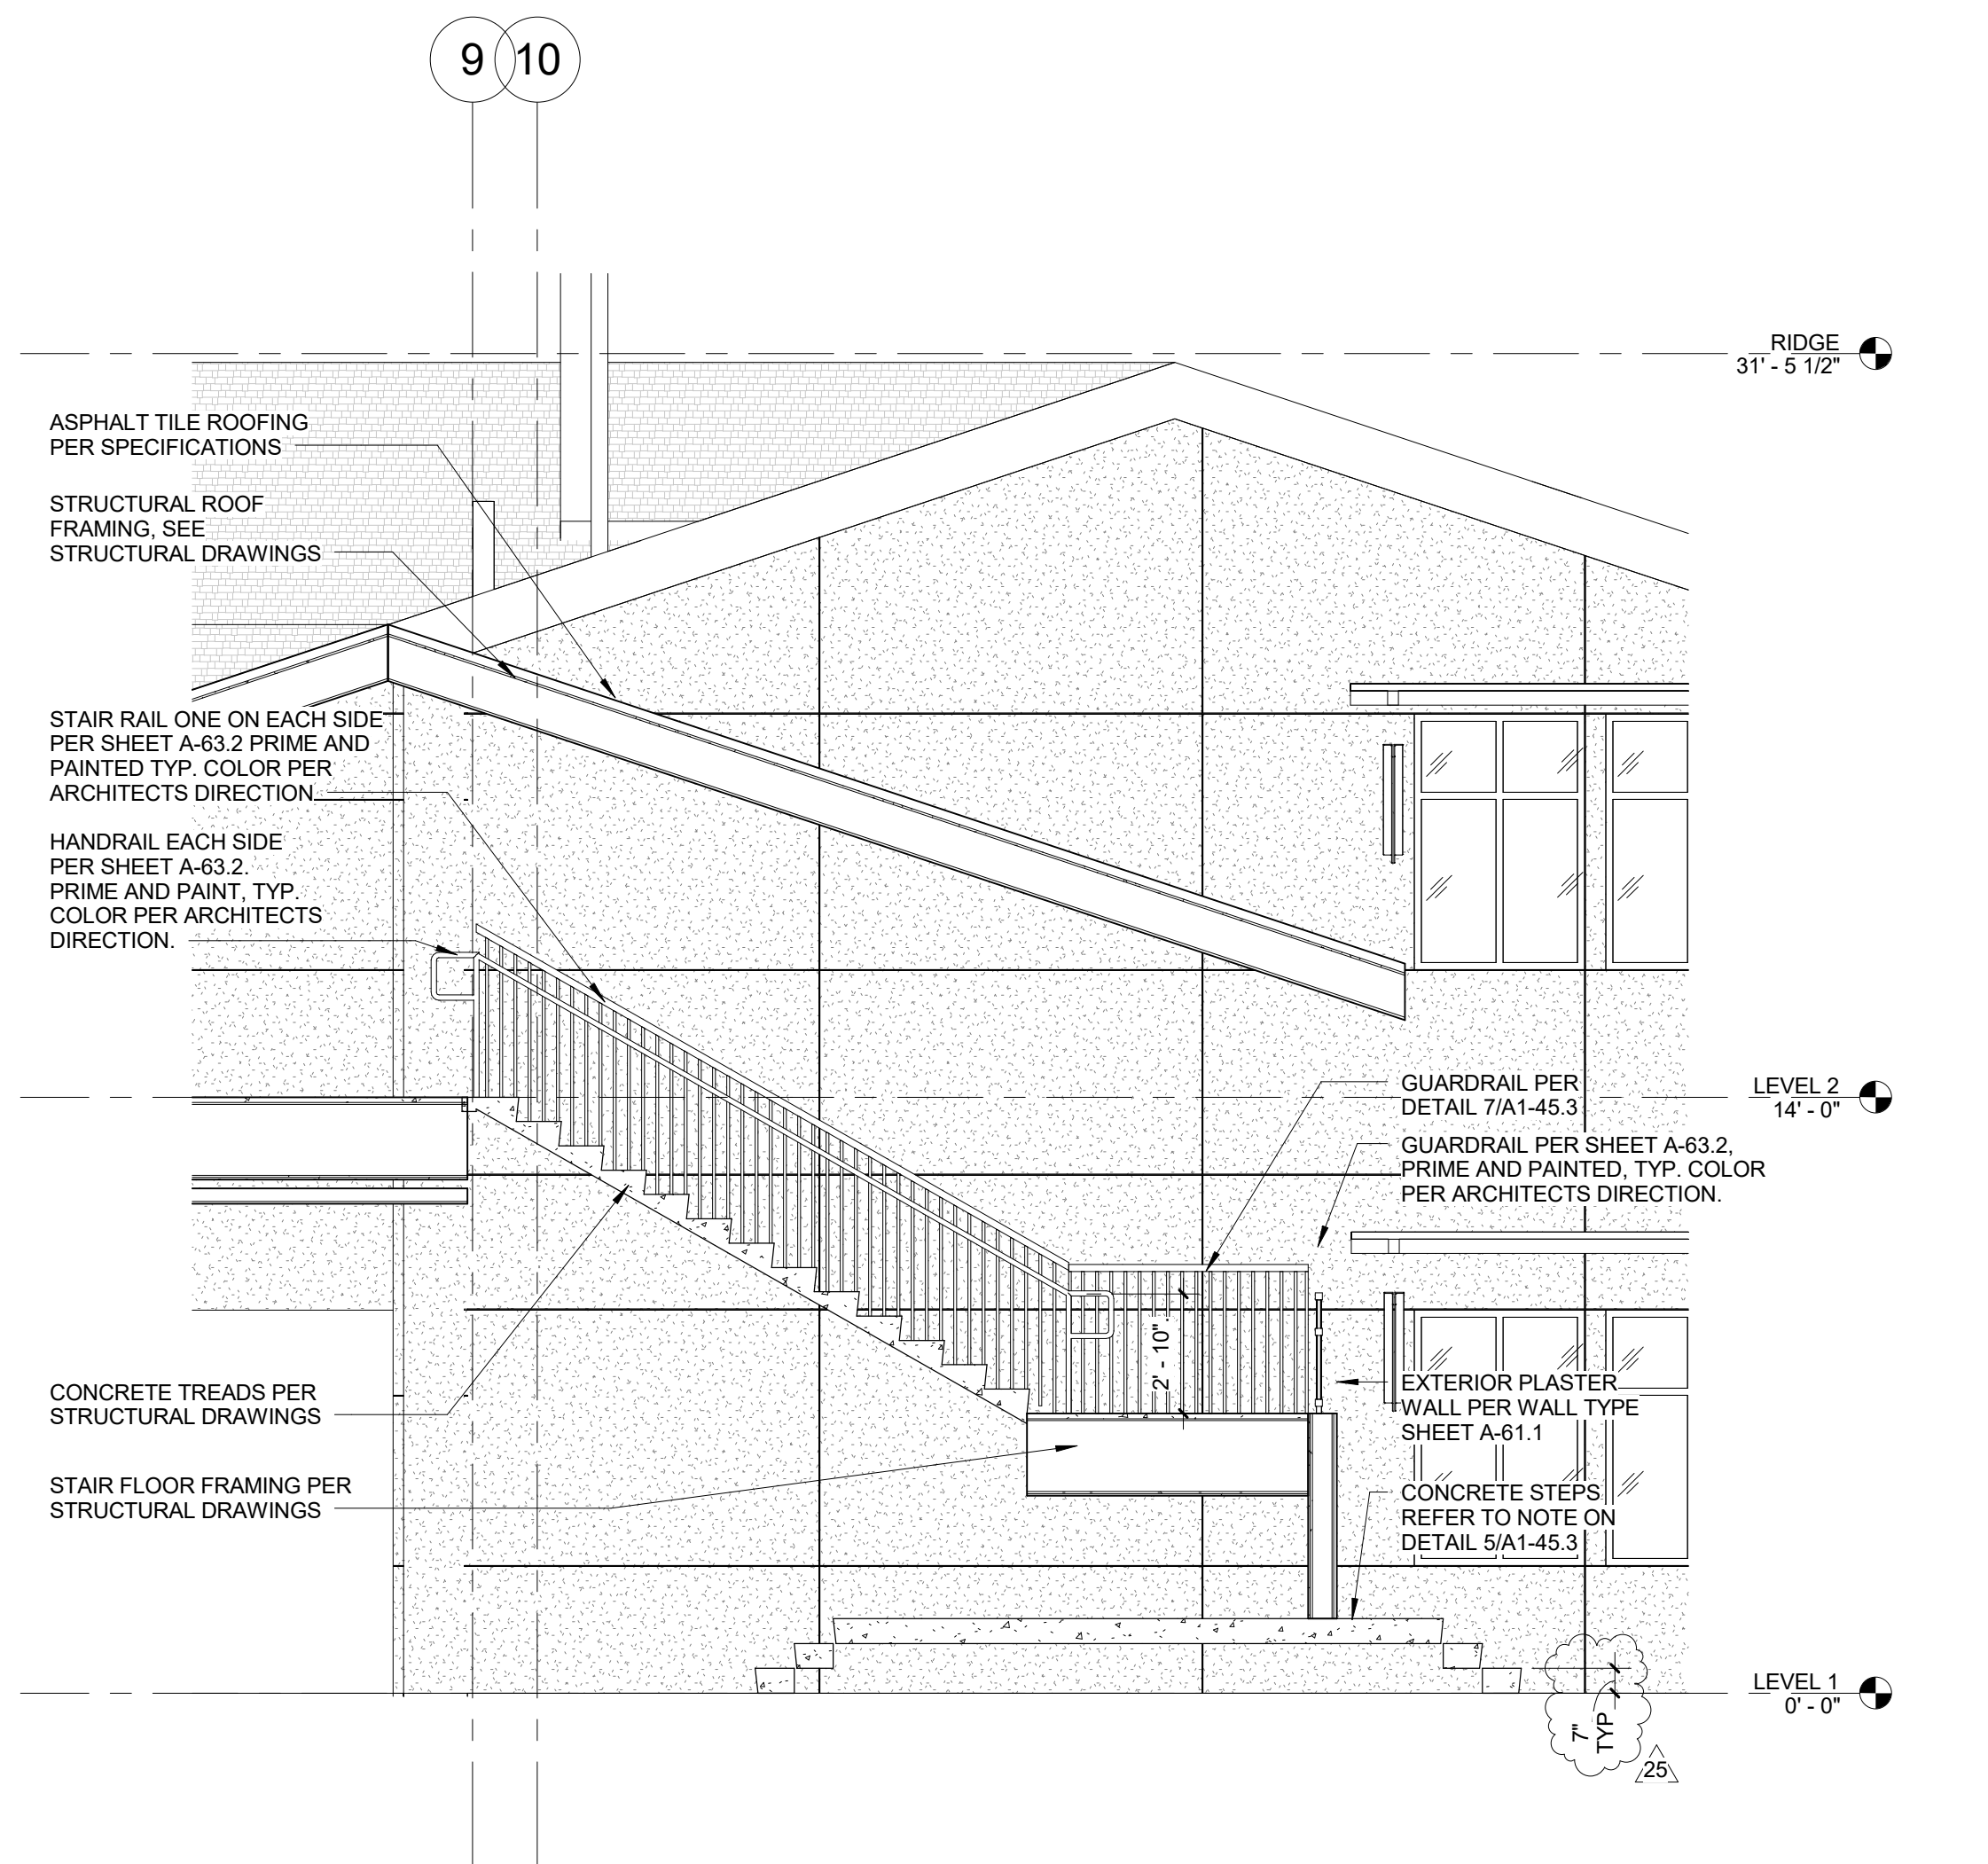 9 10
RIDGE
31' - 5 1/2"
ASPHALT TILE ROOFING
PER SPECIFICATIONS
STRUCTURAL ROOF
FRAMING, SEE
STRUCTURAL DRAWINGS
STAIR RAIL ONE ON EACH SIDE
PER SHEET A-63.2 PRIME AND
PAINTED TYP. COLOR PER
ARCHITECTS DIRECTION
HANDRAIL EACH SIDE
PER SHEET A-63.2.
PRIME AND PAINT, TYP.
COLOR PER ARCHITECTS
DIRECTION.
GUARDRAIL PER
DETAIL 7/A1-45.3
LEVEL 2
14' - 0"
GUARDRAIL PER SHEET A-63.2,
PRIME AND PAINTED, TYP. COLOR
PER ARCHITECTS DIRECTION.
2' - 10"
EXTERIOR PLASTER
WALL PER WALL TYPE
SHEET A-61.1
CONCRETE TREADS PER
STRUCTURAL DRAWINGS
STAIR FLOOR FRAMING PER
STRUCTURAL DRAWINGS
CONCRETE STEPS
REFER TO NOTE ON
DETAIL 5/A1-45.3
LEVEL 1
0' - 0"
7"
TYP
25